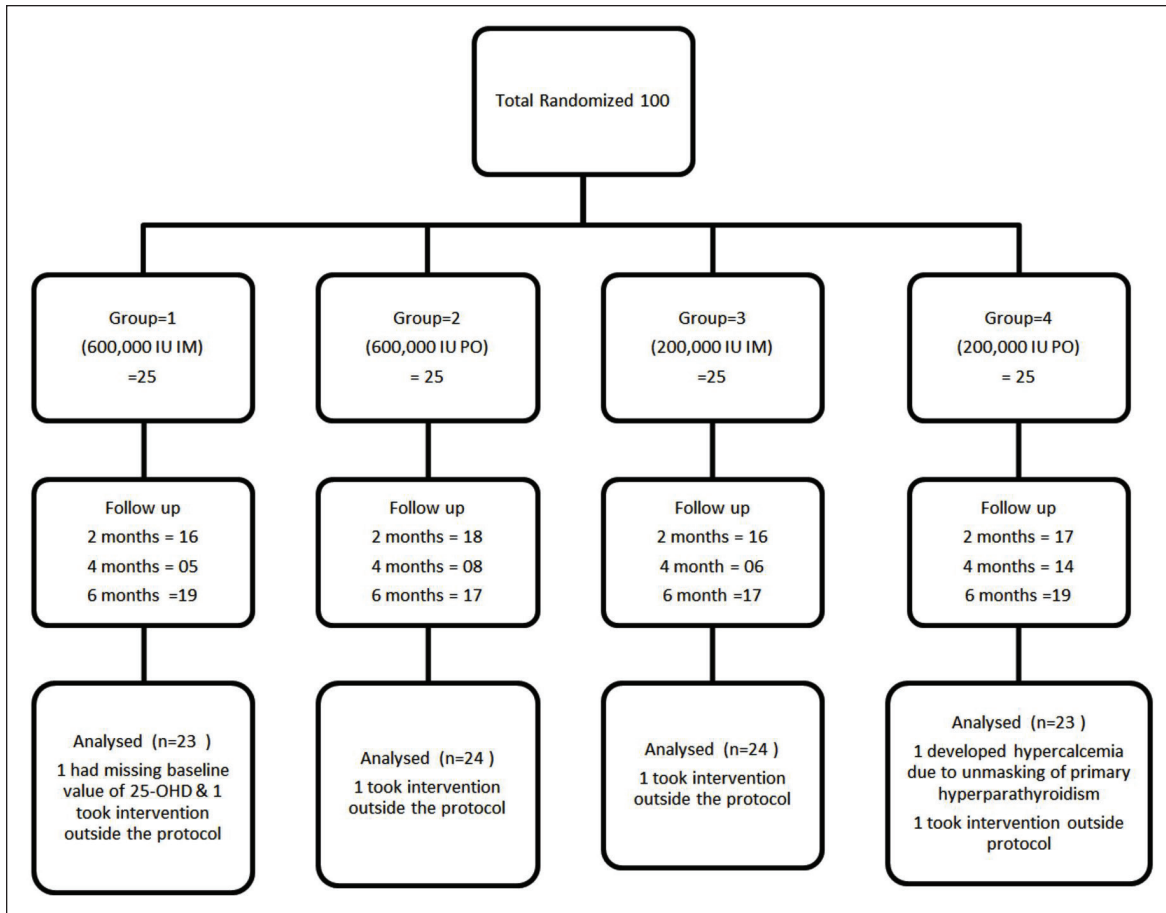 Total Randomized 100
Group=1
(600,000 IU IM)
=25
Group=2
(600,000 IU PO)
= 25
Group=3
(200,000 IU IM)
=25
Group=4
(200,000 IU PO)
= 25
Follow up
2 months = 16
4 months = 05
6 months =19
Follow up
2 months = 18
4 months = 08
6 months = 17
Follow up
2 months = 16
4 month = 06
6 month =17
Follow up
2 months = 17
4 months = 14
6 months =19
Analysed (n=23 )
1 had missing baseline
value of 25-OHD & 1
took intervention
outside the protocol
Analysed (n=24 )
1 took intervention
outside the protocol
Analysed (n=24 )
1 took intervention
outside the protocol
Analysed (n=23 )
1 developed hypercalcemia
due to unmasking of primary
hyperparathyroidism
1 took intervention outside
protocol